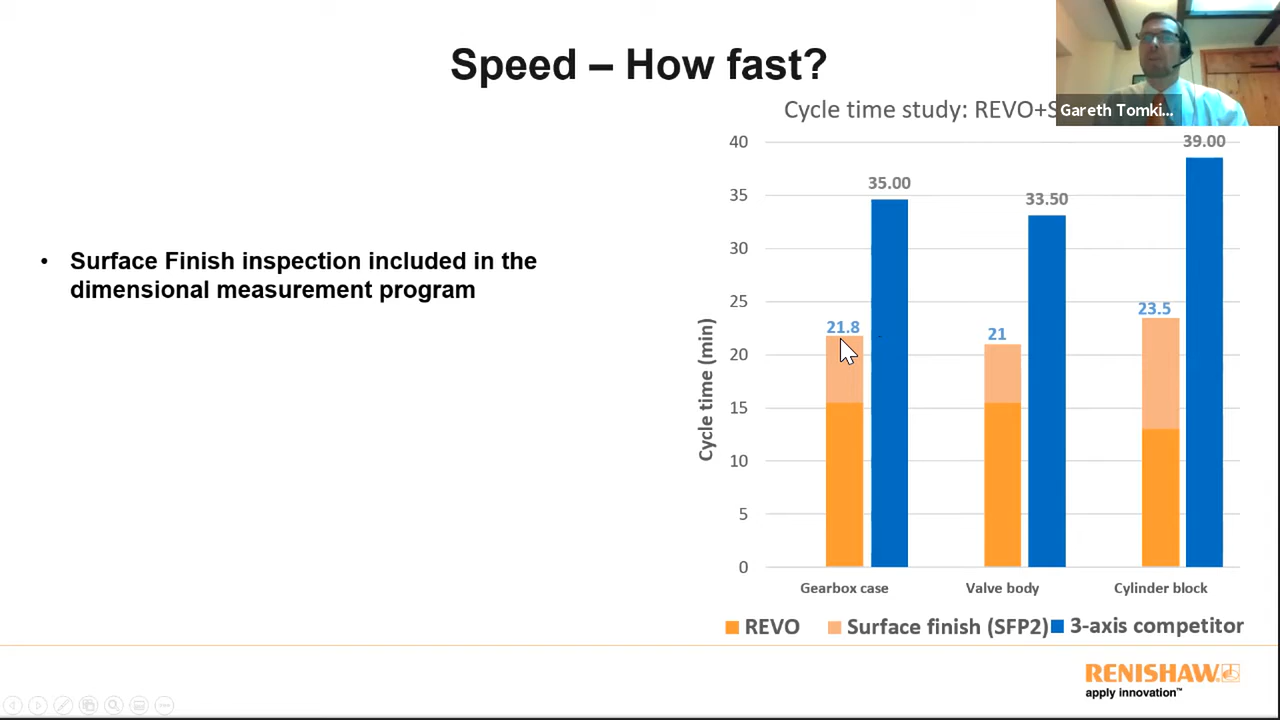 Speed – How fast?
Gareth Tomki...
Cycle time study: REVO+S
• Surface Finish inspection included in the
dimensional measurement program
Cycle time (min)
40
35
30
25
20
15
10
5
0
21.8
35.00
21
33.50
23.5
39.00
Gearbox case
Valve body
Cylinder block
REVO
Surface finish (SFP2)
3-axis competitor
RENISHAW
apply innovation™